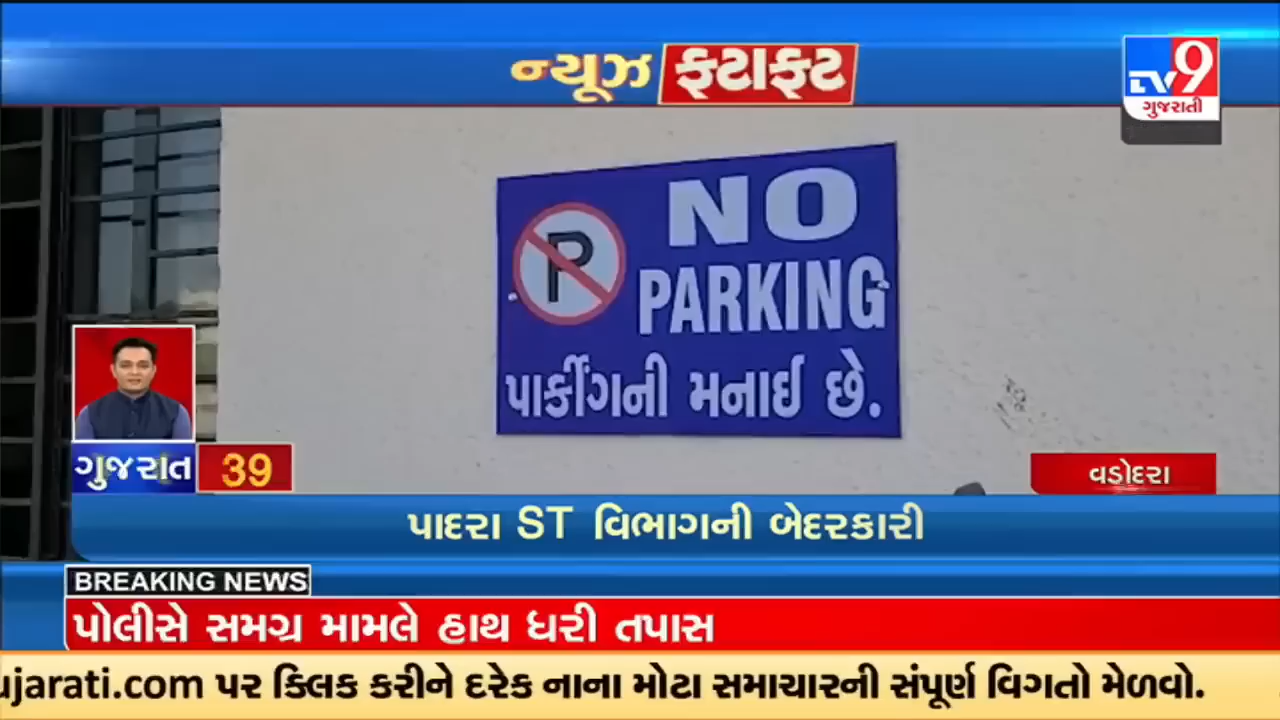 ન્યૂઝ ફટાફટ
TV9
ગુજરાતી
NO
P
PARKING
પાર્કીંગની મનાઈ છે.
ગુજરાત 39
વડોદરા
પાદરા ST વિભાગની બેદરકારી
BREAKING NEWS
પોલીસે સમગ્ર મામલે હાથ ધરી તપાસ
ujarati.com પર ક્લિક કરીને દરેક નાના મોટા સમાચારની સંપૂર્ણ વિગતો મેળવો.